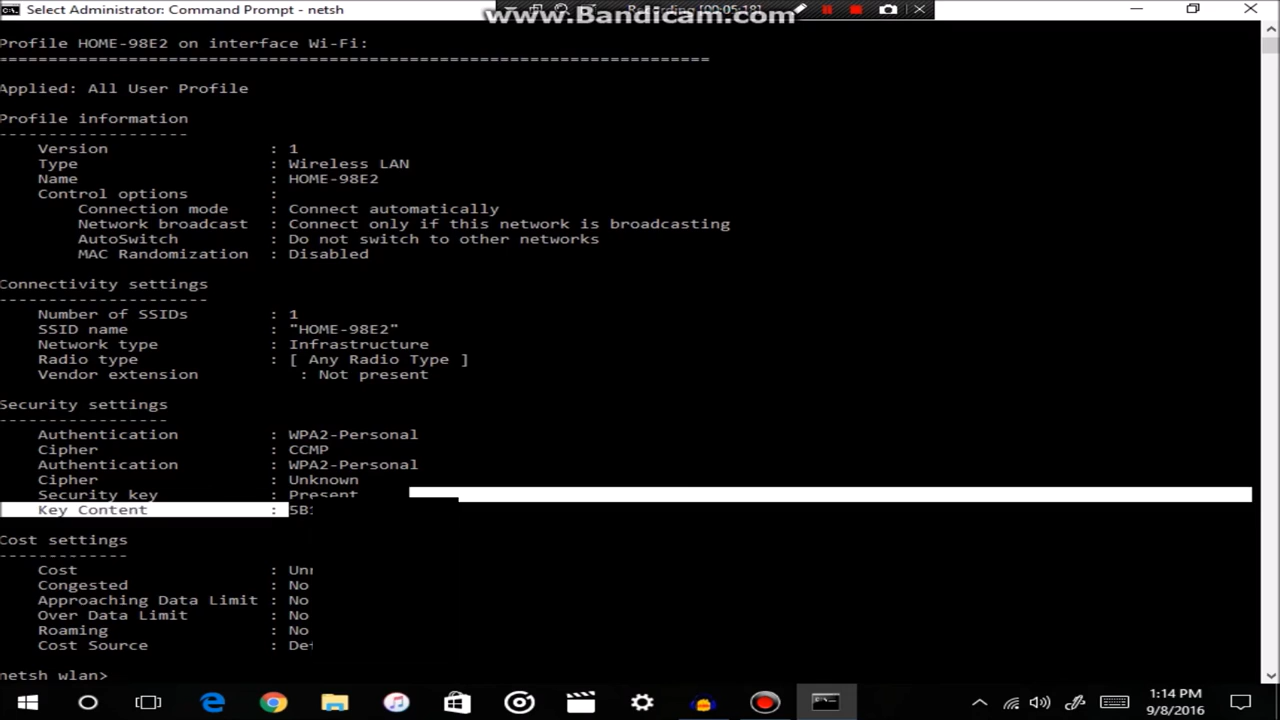 Select Administrator: Command Prompt - netsh
www.Bandicam.com
Profile HOME-98E2 on interface Wi-Fi:
=======================================================================
Applied: All User Profile
Profile information
-------------------
Version : 1
Type : Wireless LAN
Name : HOME-98E2
Control options :
Connection mode : Connect automatically
Network broadcast : Connect only if this network is broadcasting
AutoSwitch : Do not switch to other networks
MAC Randomization : Disabled
Connectivity settings
---------------------
Number of SSIDs : 1
SSID name : "HOME-98E2"
Network type : Infrastructure
Radio type : [ Any Radio Type ]
Vendor extension : Not present
Security settings
-----------------
Authentication : WPA2-Personal
Cipher : CCMP
Authentication : WPA2-Personal
Cipher : Unknown
Security key : Present
Key Content : 5B
Cost settings
-------------
Cost :
Congested : No
Approaching Data Limit : No
Over Data Limit : No
Roaming : No
Cost Source :
netsh wlan>
1:14 PM
9/8/2016